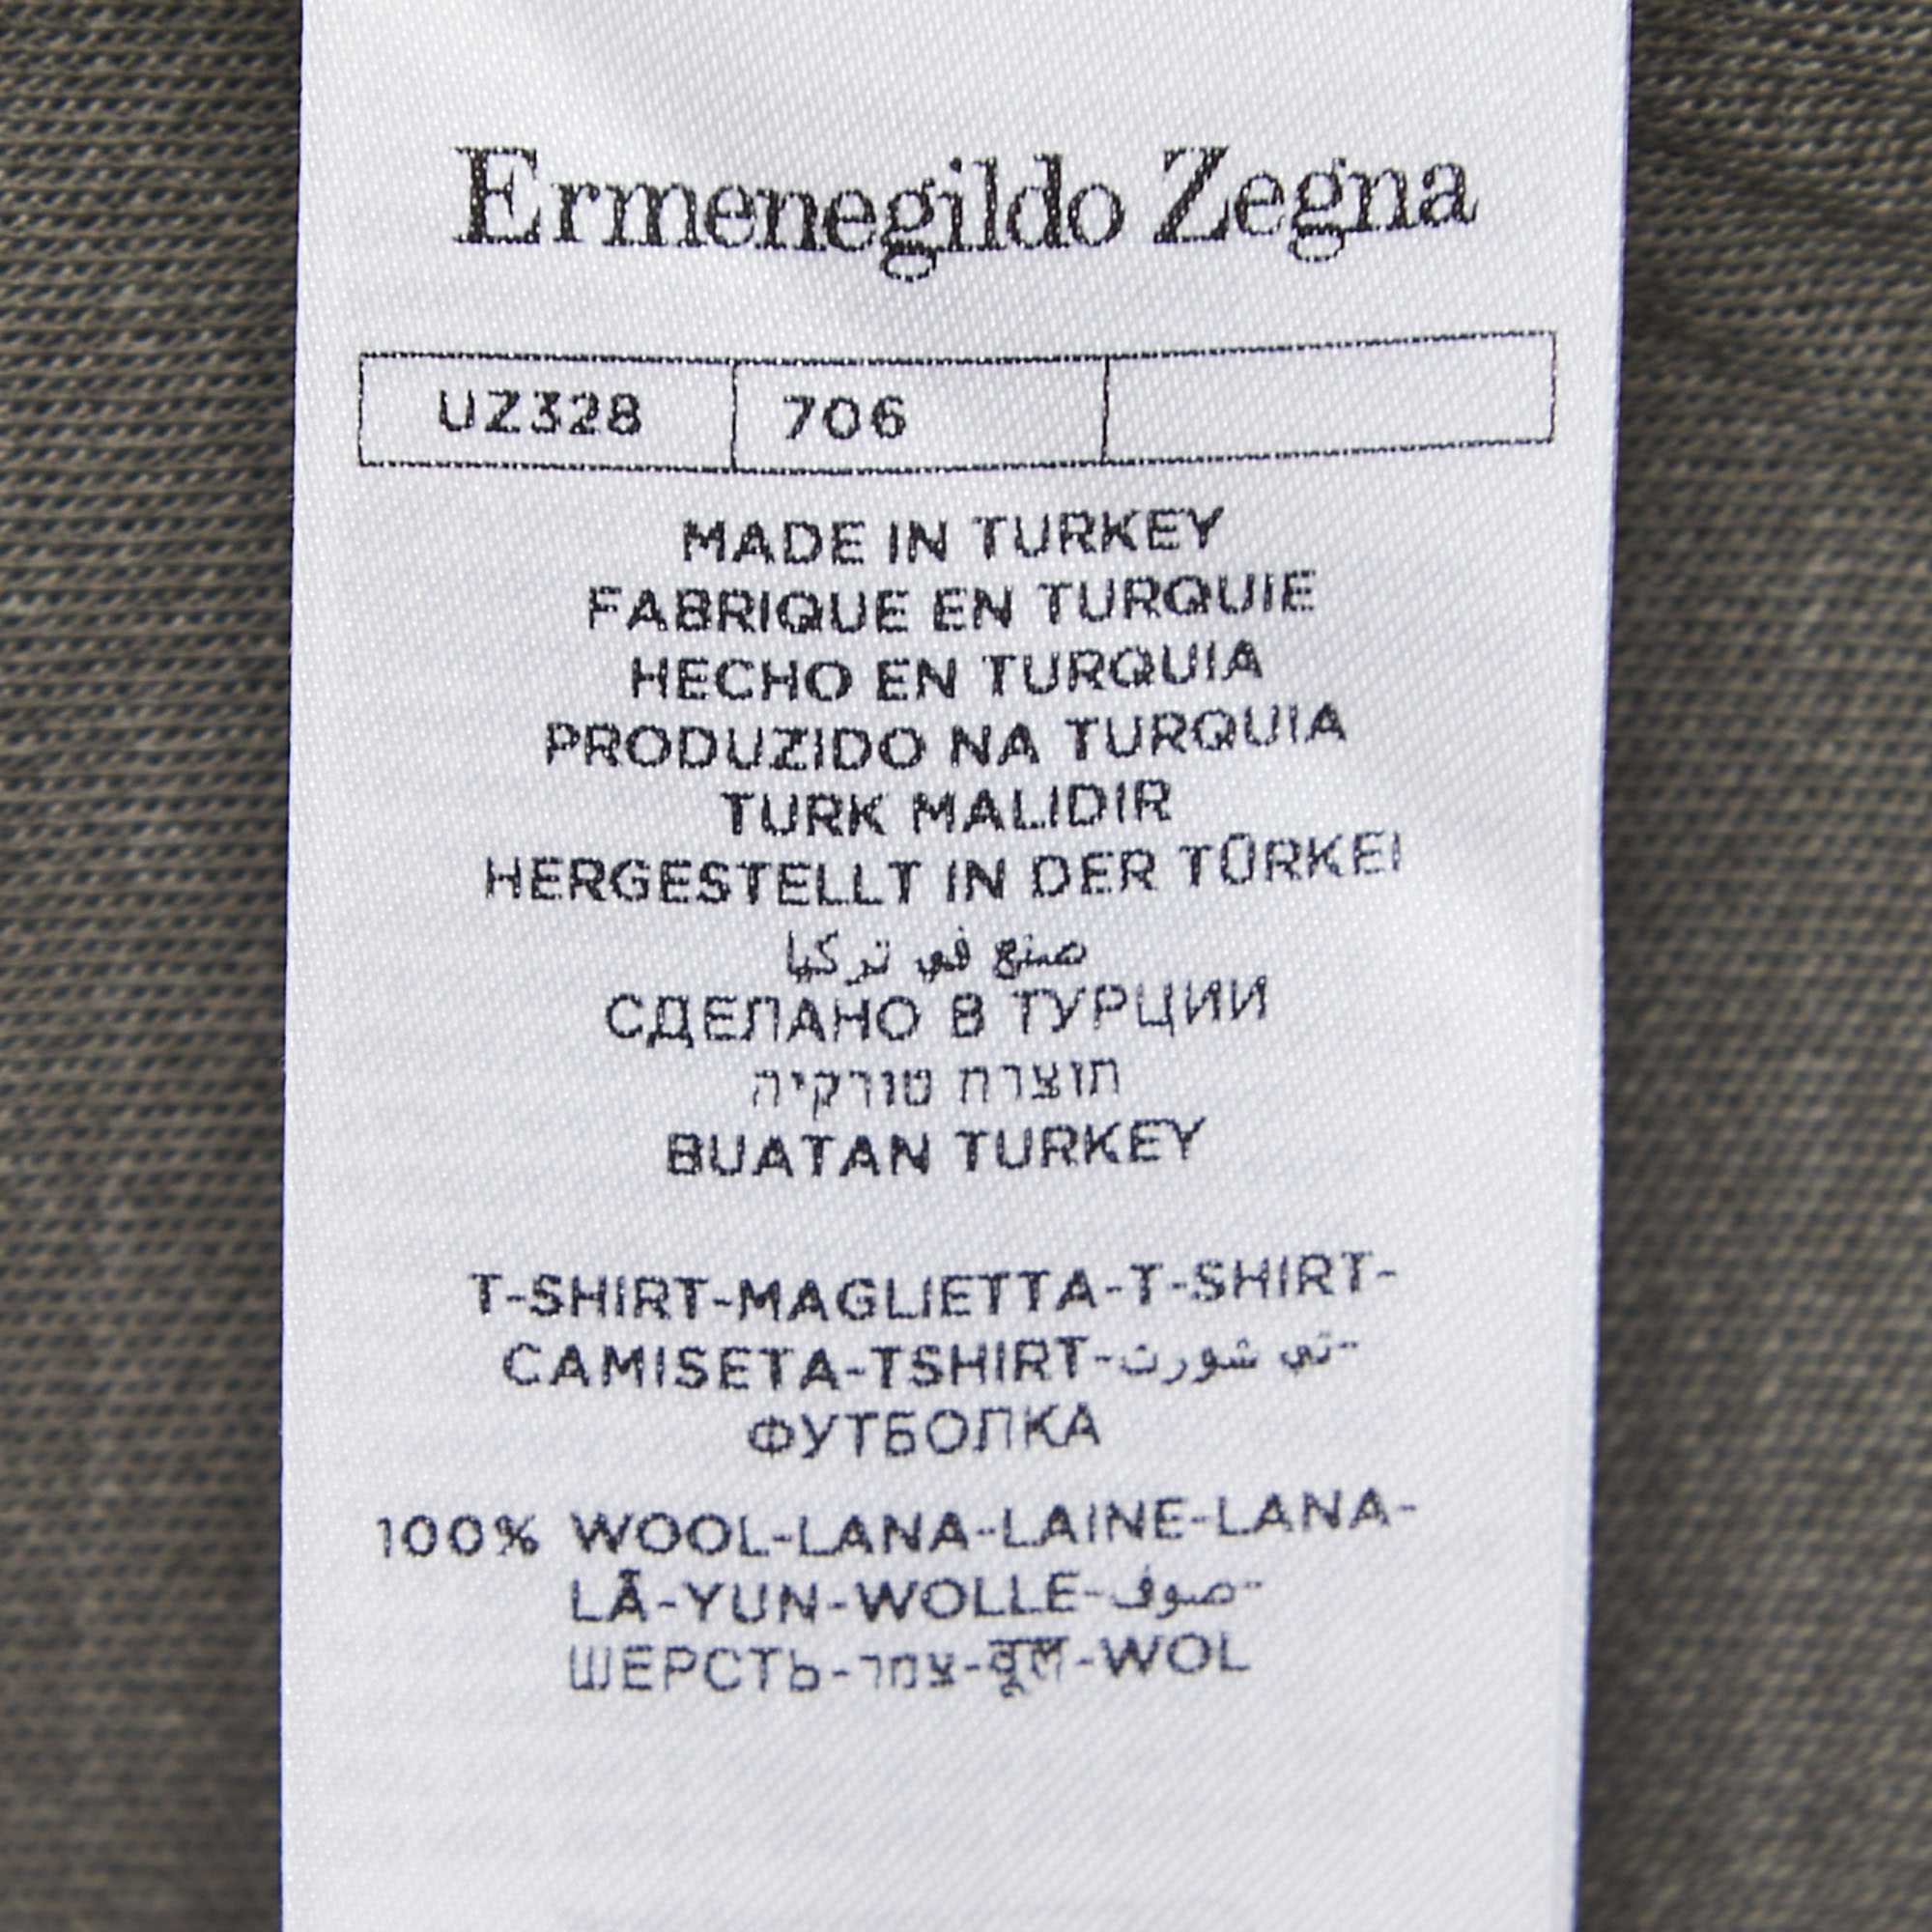 Ermenegildo Zegna
UZ328 706
MADE IN TURKEY
FABRIQUE EN TURQUIE
HECHO EN TURQUIA
PRODUZIDO NA TURQUIA
TURK MALIDIR
HERGESTELLT IN DER TÜRKEI
صنع في تركيا
СДЕЛАНО В ТУРЦИИ
תוצרת טורקיה
BUATAN TURKEY
T-SHIRT-MAGLIETTA-T-SHIRT-
CAMISETA-TSHIRT-تي شورت-
ФУТБОЛКА
100% WOOL-LANA-LAINE-LANA-
LÃ-YUN-WOLLE-صوف-
ШЕРСТЬ-צמר-वूल-WOL